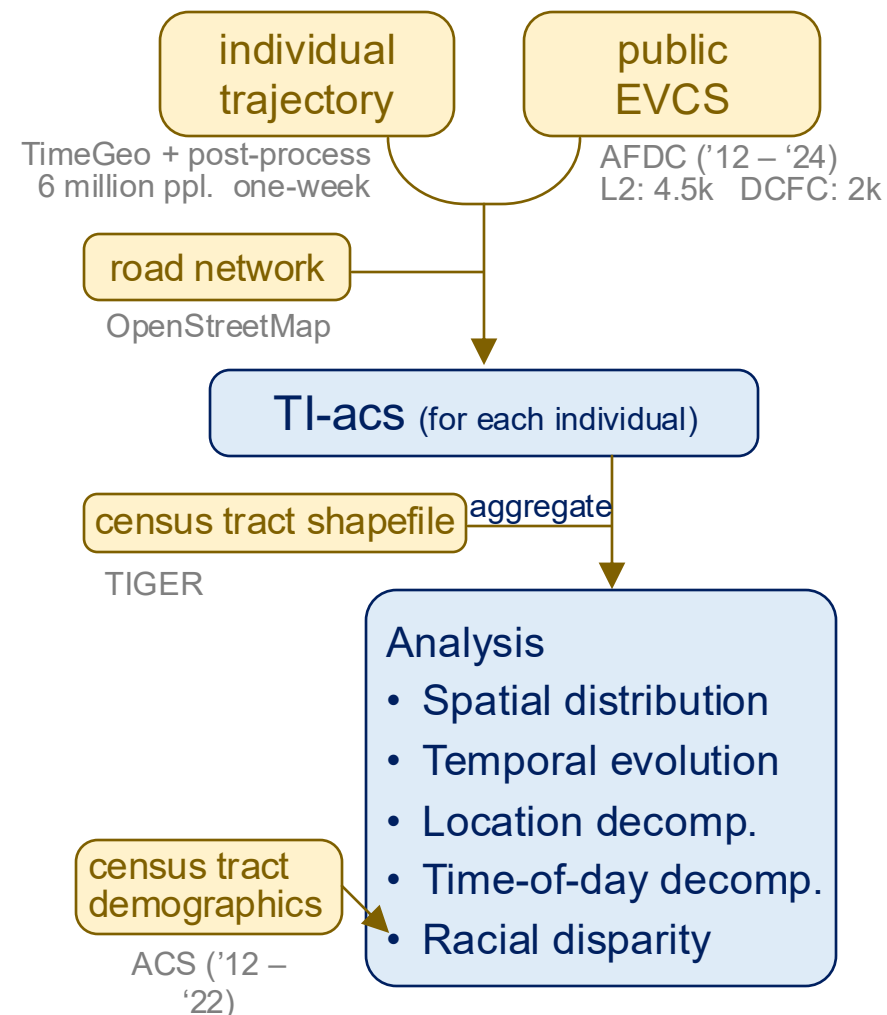 individual
trajectory
public
EVCS
TimeGeo + post-process
6 million ppl. one-week
AFDC (’12 – ‘24)
L2: 4.5k DCFC: 2k
road network
OpenStreetMap
TI-acs (for each individual)
census tract shapefile
aggregate
TIGER
Analysis
• Spatial distribution
• Temporal evolution
• Location decomp.
• Time-of-day decomp.
• Racial disparity
census tract
demographics
ACS (’12 –
‘22)